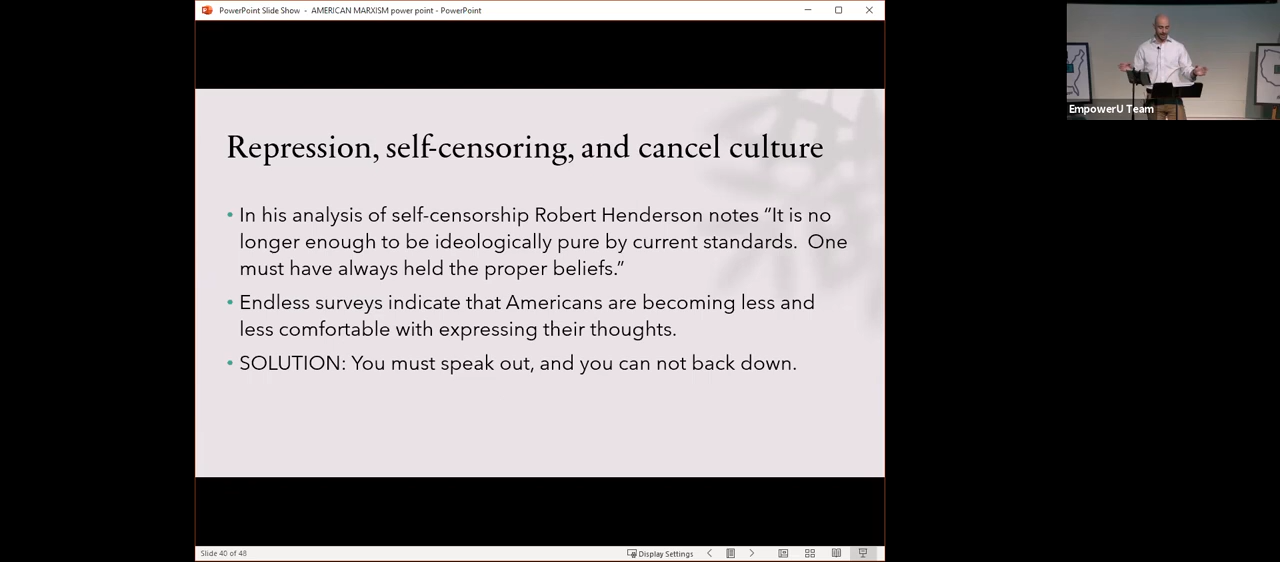 PowerPoint Slide Show - AMERICAN MARXISM power point - PowerPoint
EmpowerU Team
Repression, self-censoring, and cancel culture
• In his analysis of self-censorship Robert Henderson notes “It is no
longer enough to be ideologically pure by current standards. One
must have always held the proper beliefs.”
• Endless surveys indicate that Americans are becoming less and
less comfortable with expressing their thoughts.
• SOLUTION: You must speak out, and you can not back down.
Slide 40 of 48
Display Settings